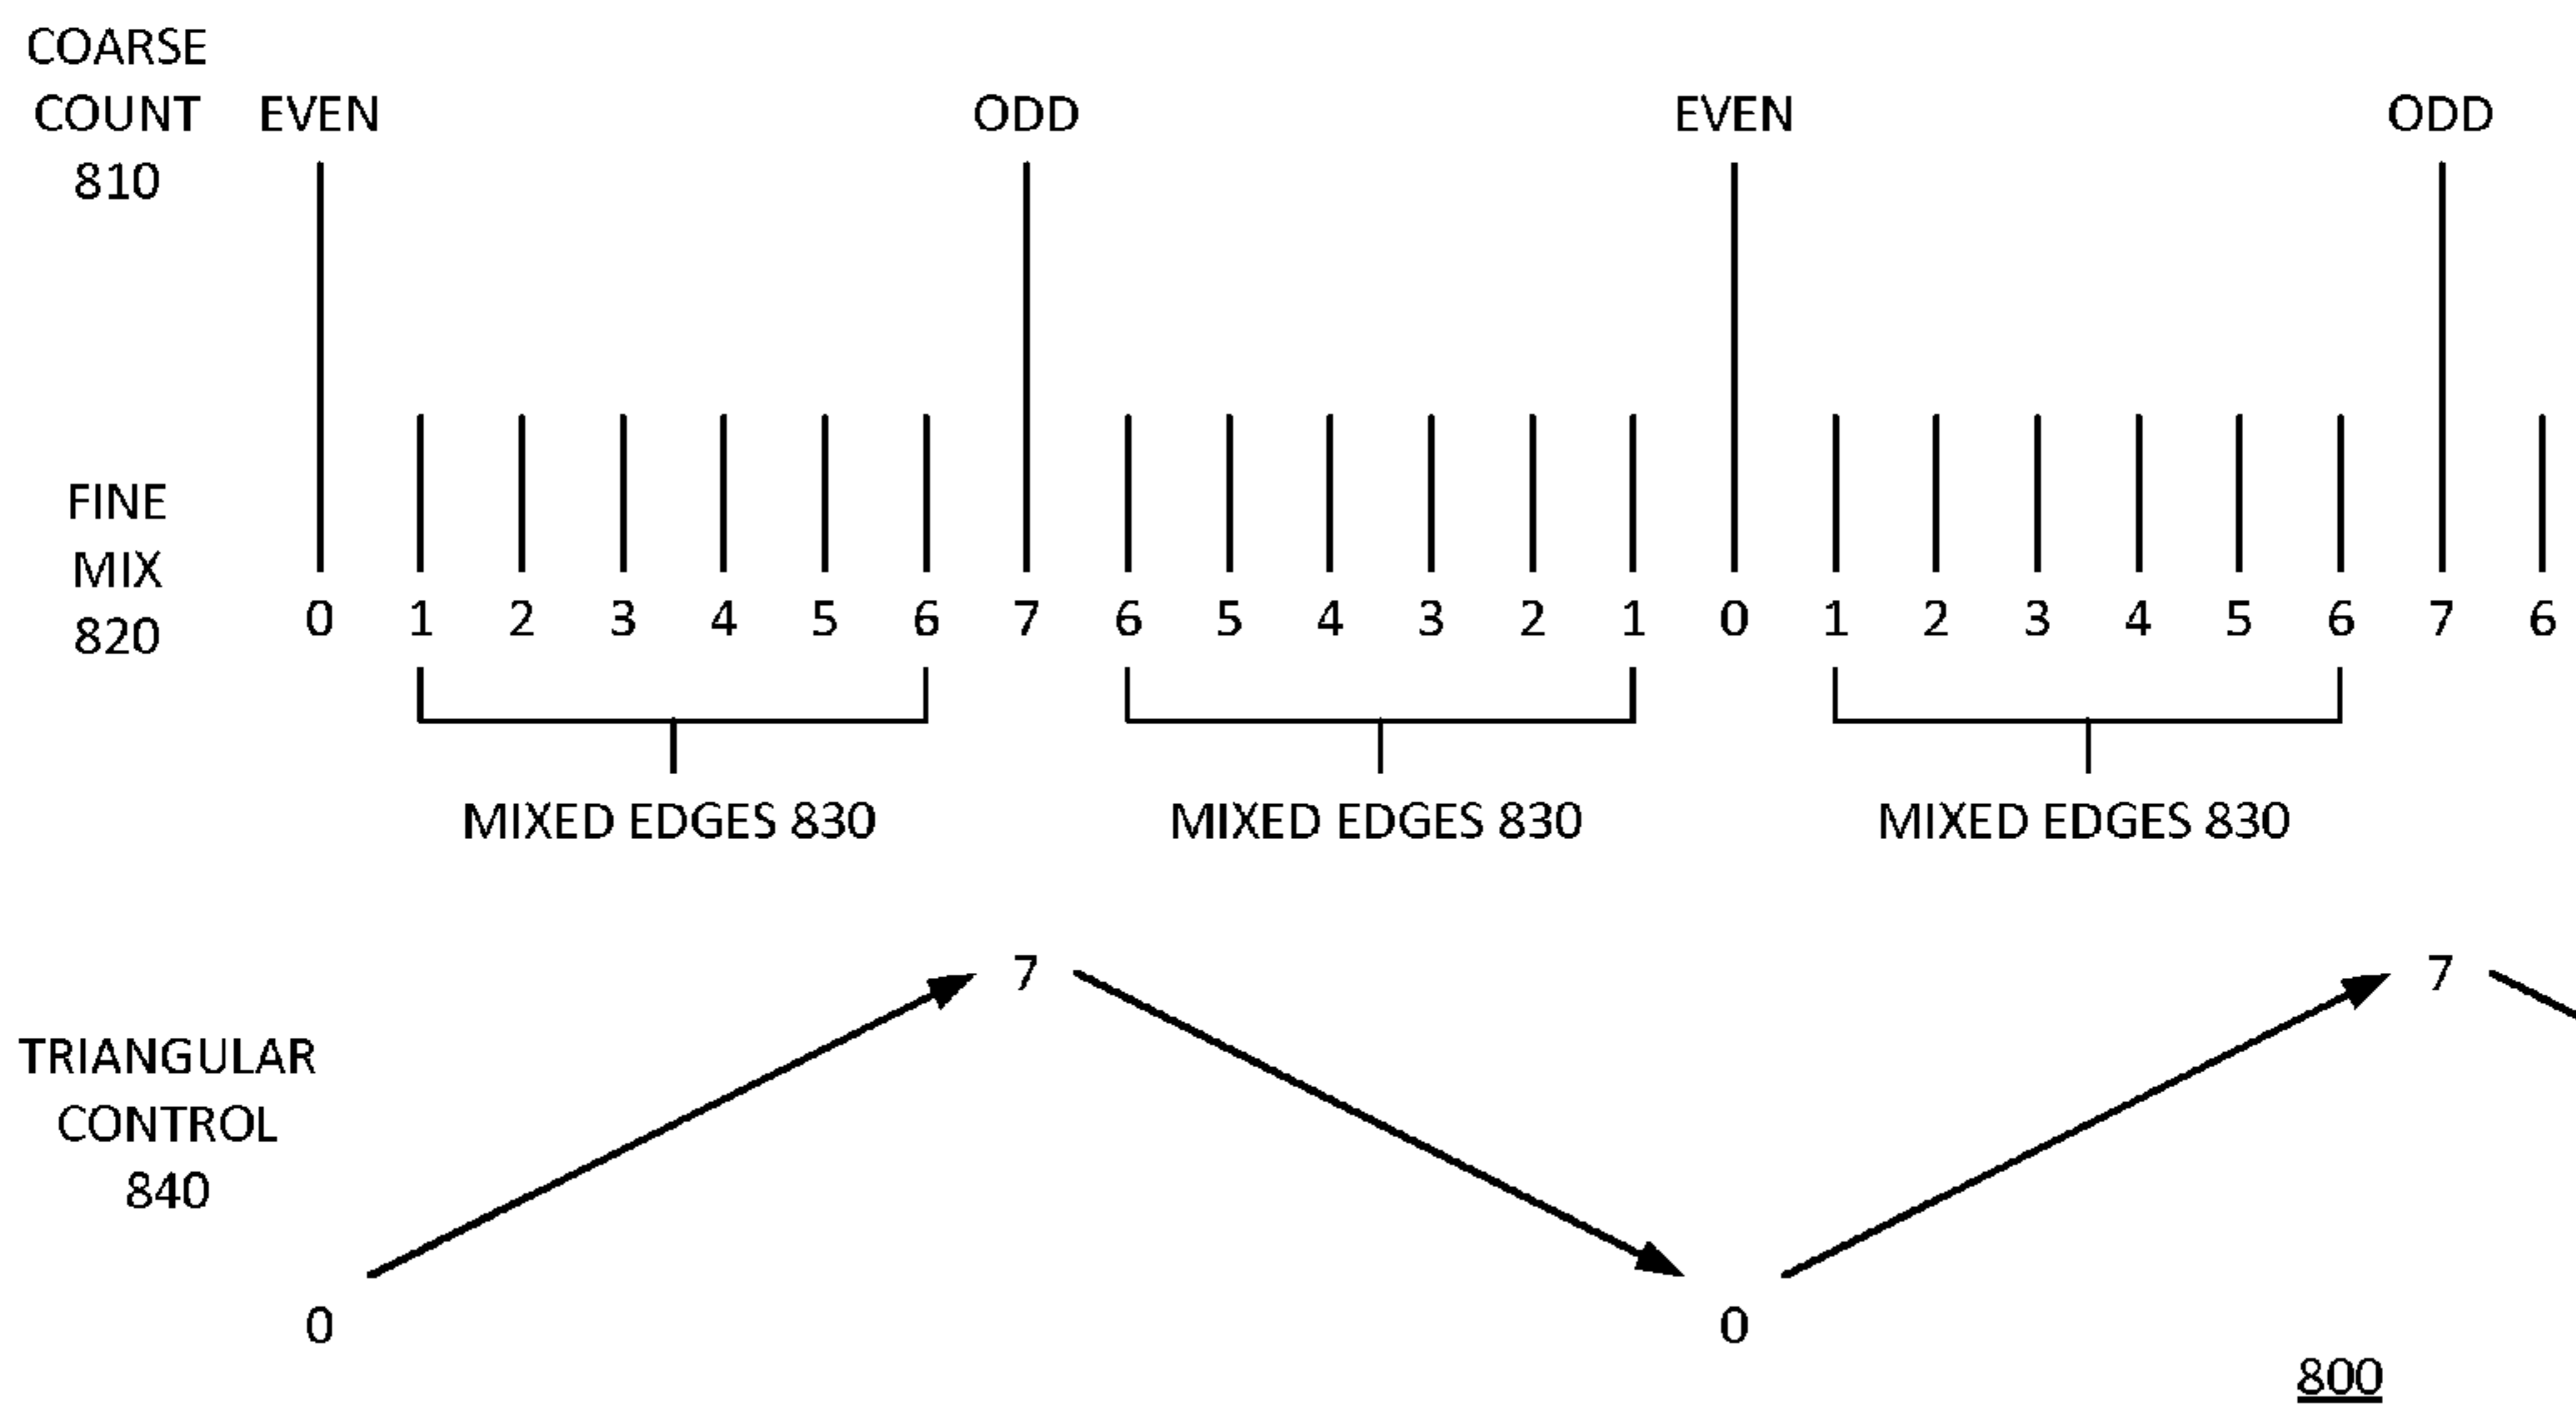 COARSE
COUNT
810
EVEN
ODD
EVEN
ODD
FINE
MIX
820
0 1 2 3 4 5 6 7 6 5 4 3 2 1 0 1 2 3 4 5 6 7 6
MIXED EDGES 830
MIXED EDGES 830
MIXED EDGES 830
TRIANGULAR
CONTROL
840
7
7
0
0
800